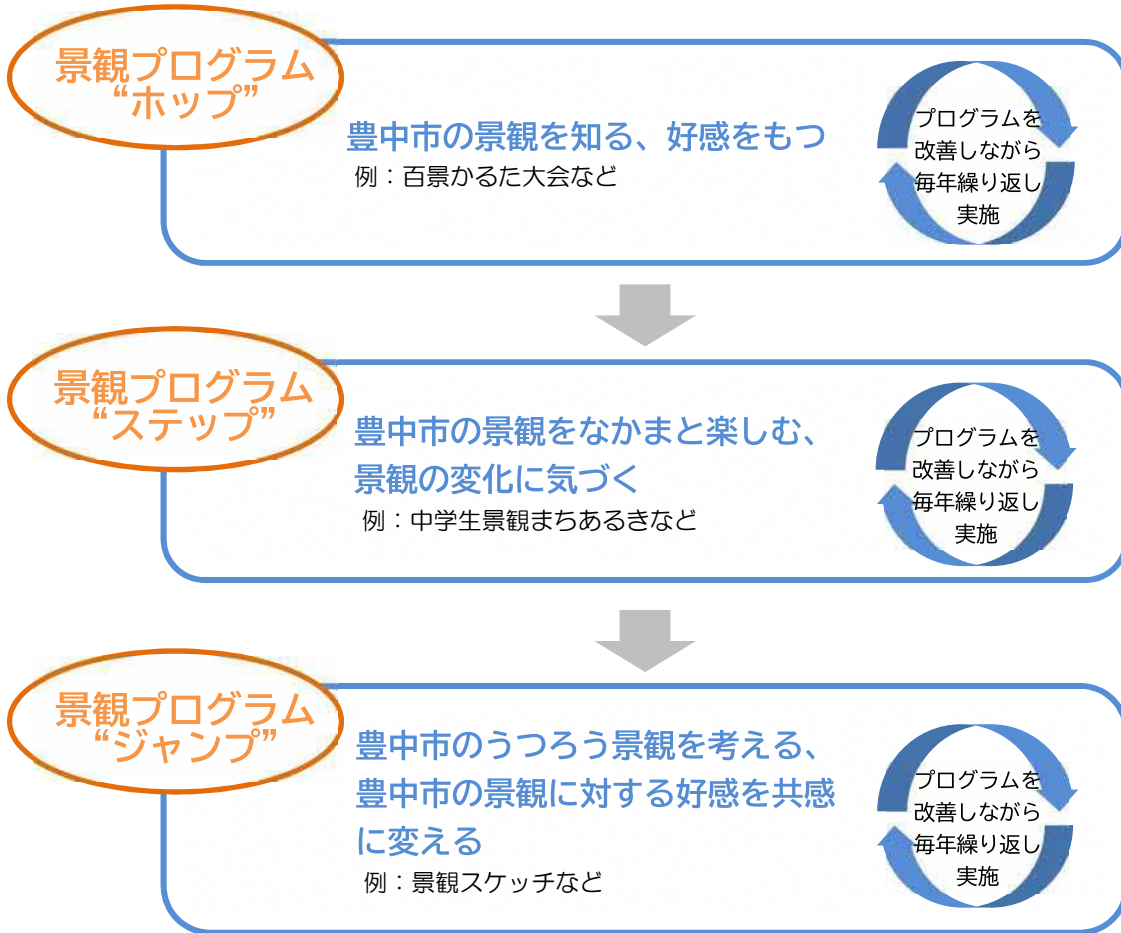 景観プログラム
“ホップ”
豊中市の景観を知る、好感をもつ
例：百景かるた大会など
プログラムを
改善しながら
毎年繰り返し
実施
景観プログラム
“ステップ”
豊中市の景観をなかまと楽しむ、
景観の変化に気づく
例：中学生景観まちあるきなど
プログラムを
改善しながら
毎年繰り返し
実施
景観プログラム
“ジャンプ”
豊中市のうつろう景観を考える、
豊中市の景観に対する好感を共感
に変える
例：景観スケッチなど
プログラムを
改善しながら
毎年繰り返し
実施